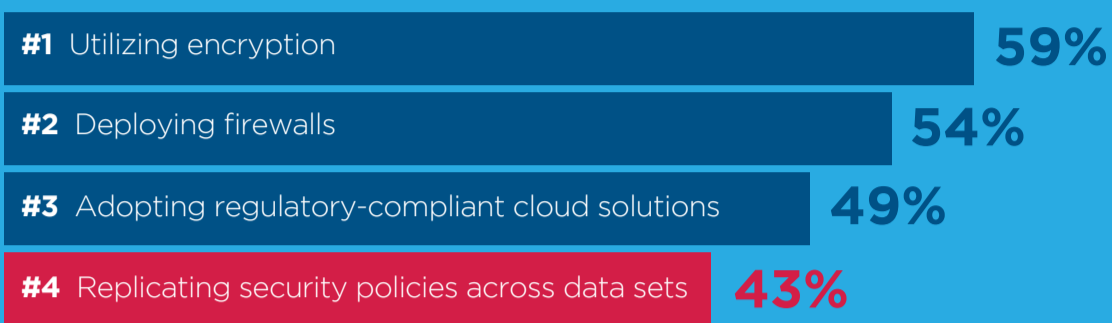 #1 Utilizing encryption 59%
#2 Deploying firewalls 54%
#3 Adopting regulatory-compliant cloud solutions 49%
#4 Replicating security policies across data sets 43%